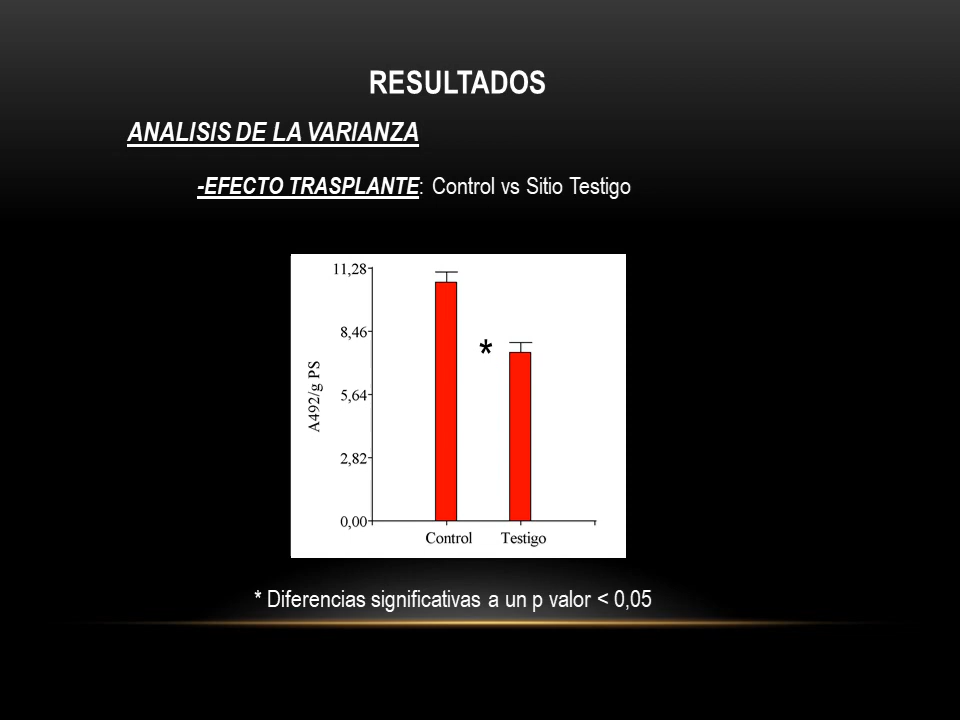 RESULTADOS
ANALISIS DE LA VARIANZA
-EFECTO TRASPLANTE: Control vs Sitio Testigo
11,28
8,46
*
5,64
2,82
0,00
A492/g PS
Control Testigo
* Diferencias significativas a un p valor < 0,05